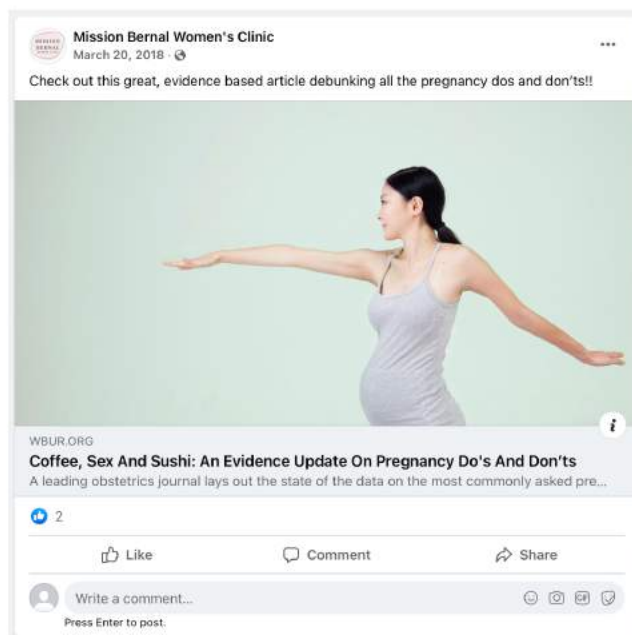 Mission Bernal Women's Clinic
March 20, 2018 ·
Check out this great, evidence based article debunking all the pregnancy dos and don'ts!!
WBUR.ORG
Coffee, Sex And Sushi: An Evidence Update On Pregnancy Do's And Don'ts
A leading obstetrics journal lays out the state of the data on the most commonly asked pre...
2
Like
Comment
Share
Write a comment...
GIF
Press Enter to post.